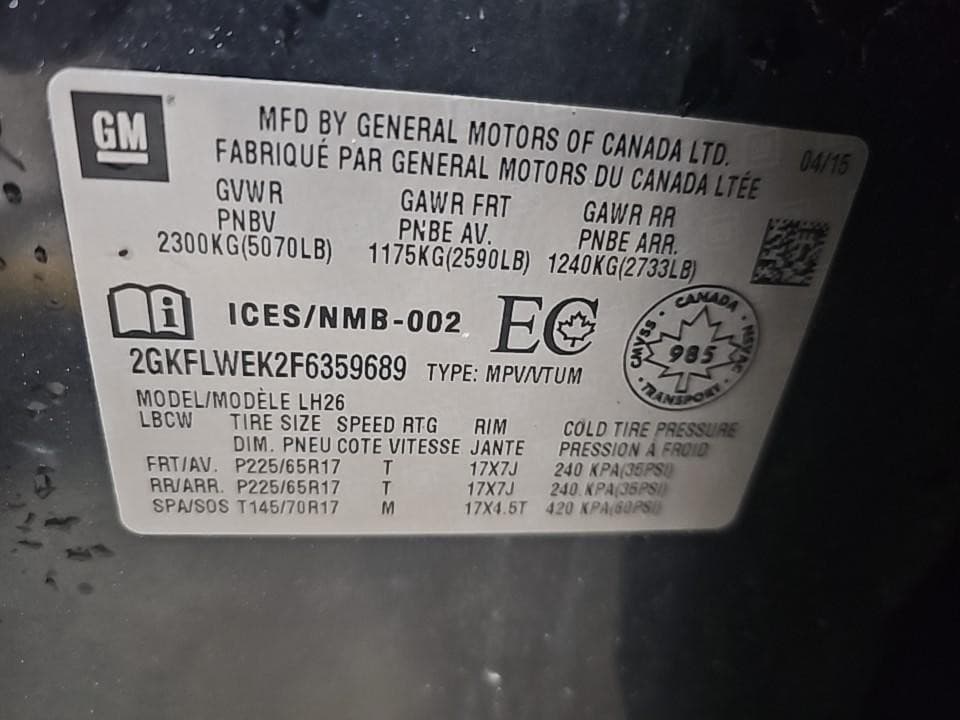 GM
MFD BY GENERAL MOTORS OF CANADA LTD.
FABRIQUÉ PAR GENERAL MOTORS DU CANADA LTÉE
04/15
GVWR GAWR FRT GAWR RR
PNBV PNBE AV. PNBE ARR.
2300KG(5070LB) 1175KG(2590LB) 1240KG(2733LB)
i ICES/NMB-002 EC
CANADA
CMVSS 985 NSVAC
TRANSPORT
2GKFLWEK2F6359689 TYPE: MPV/VTUM
MODEL/MODÈLE LH26
LBCW TIRE SIZE SPEED RTG RIM COLD TIRE PRESSURE
DIM. PNEU COTE VITESSE JANTE PRESSION À FROID
FRT/AV. P225/65R17 T 17X7J 240 KPA(35PSI)
RR/ARR. P225/65R17 T 17X7J 240 KPA(35PSI)
SPA/SOS T145/70R17 M 17X4.5T 420 KPA(60PSI)